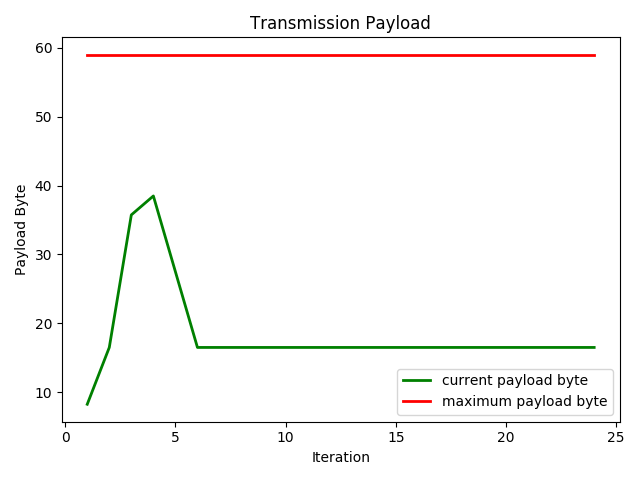 Transmission Payload
60
50
40
30
20
10
Payload Byte
current payload byte
maximum payload byte
0 5 10 15 20 25
Iteration